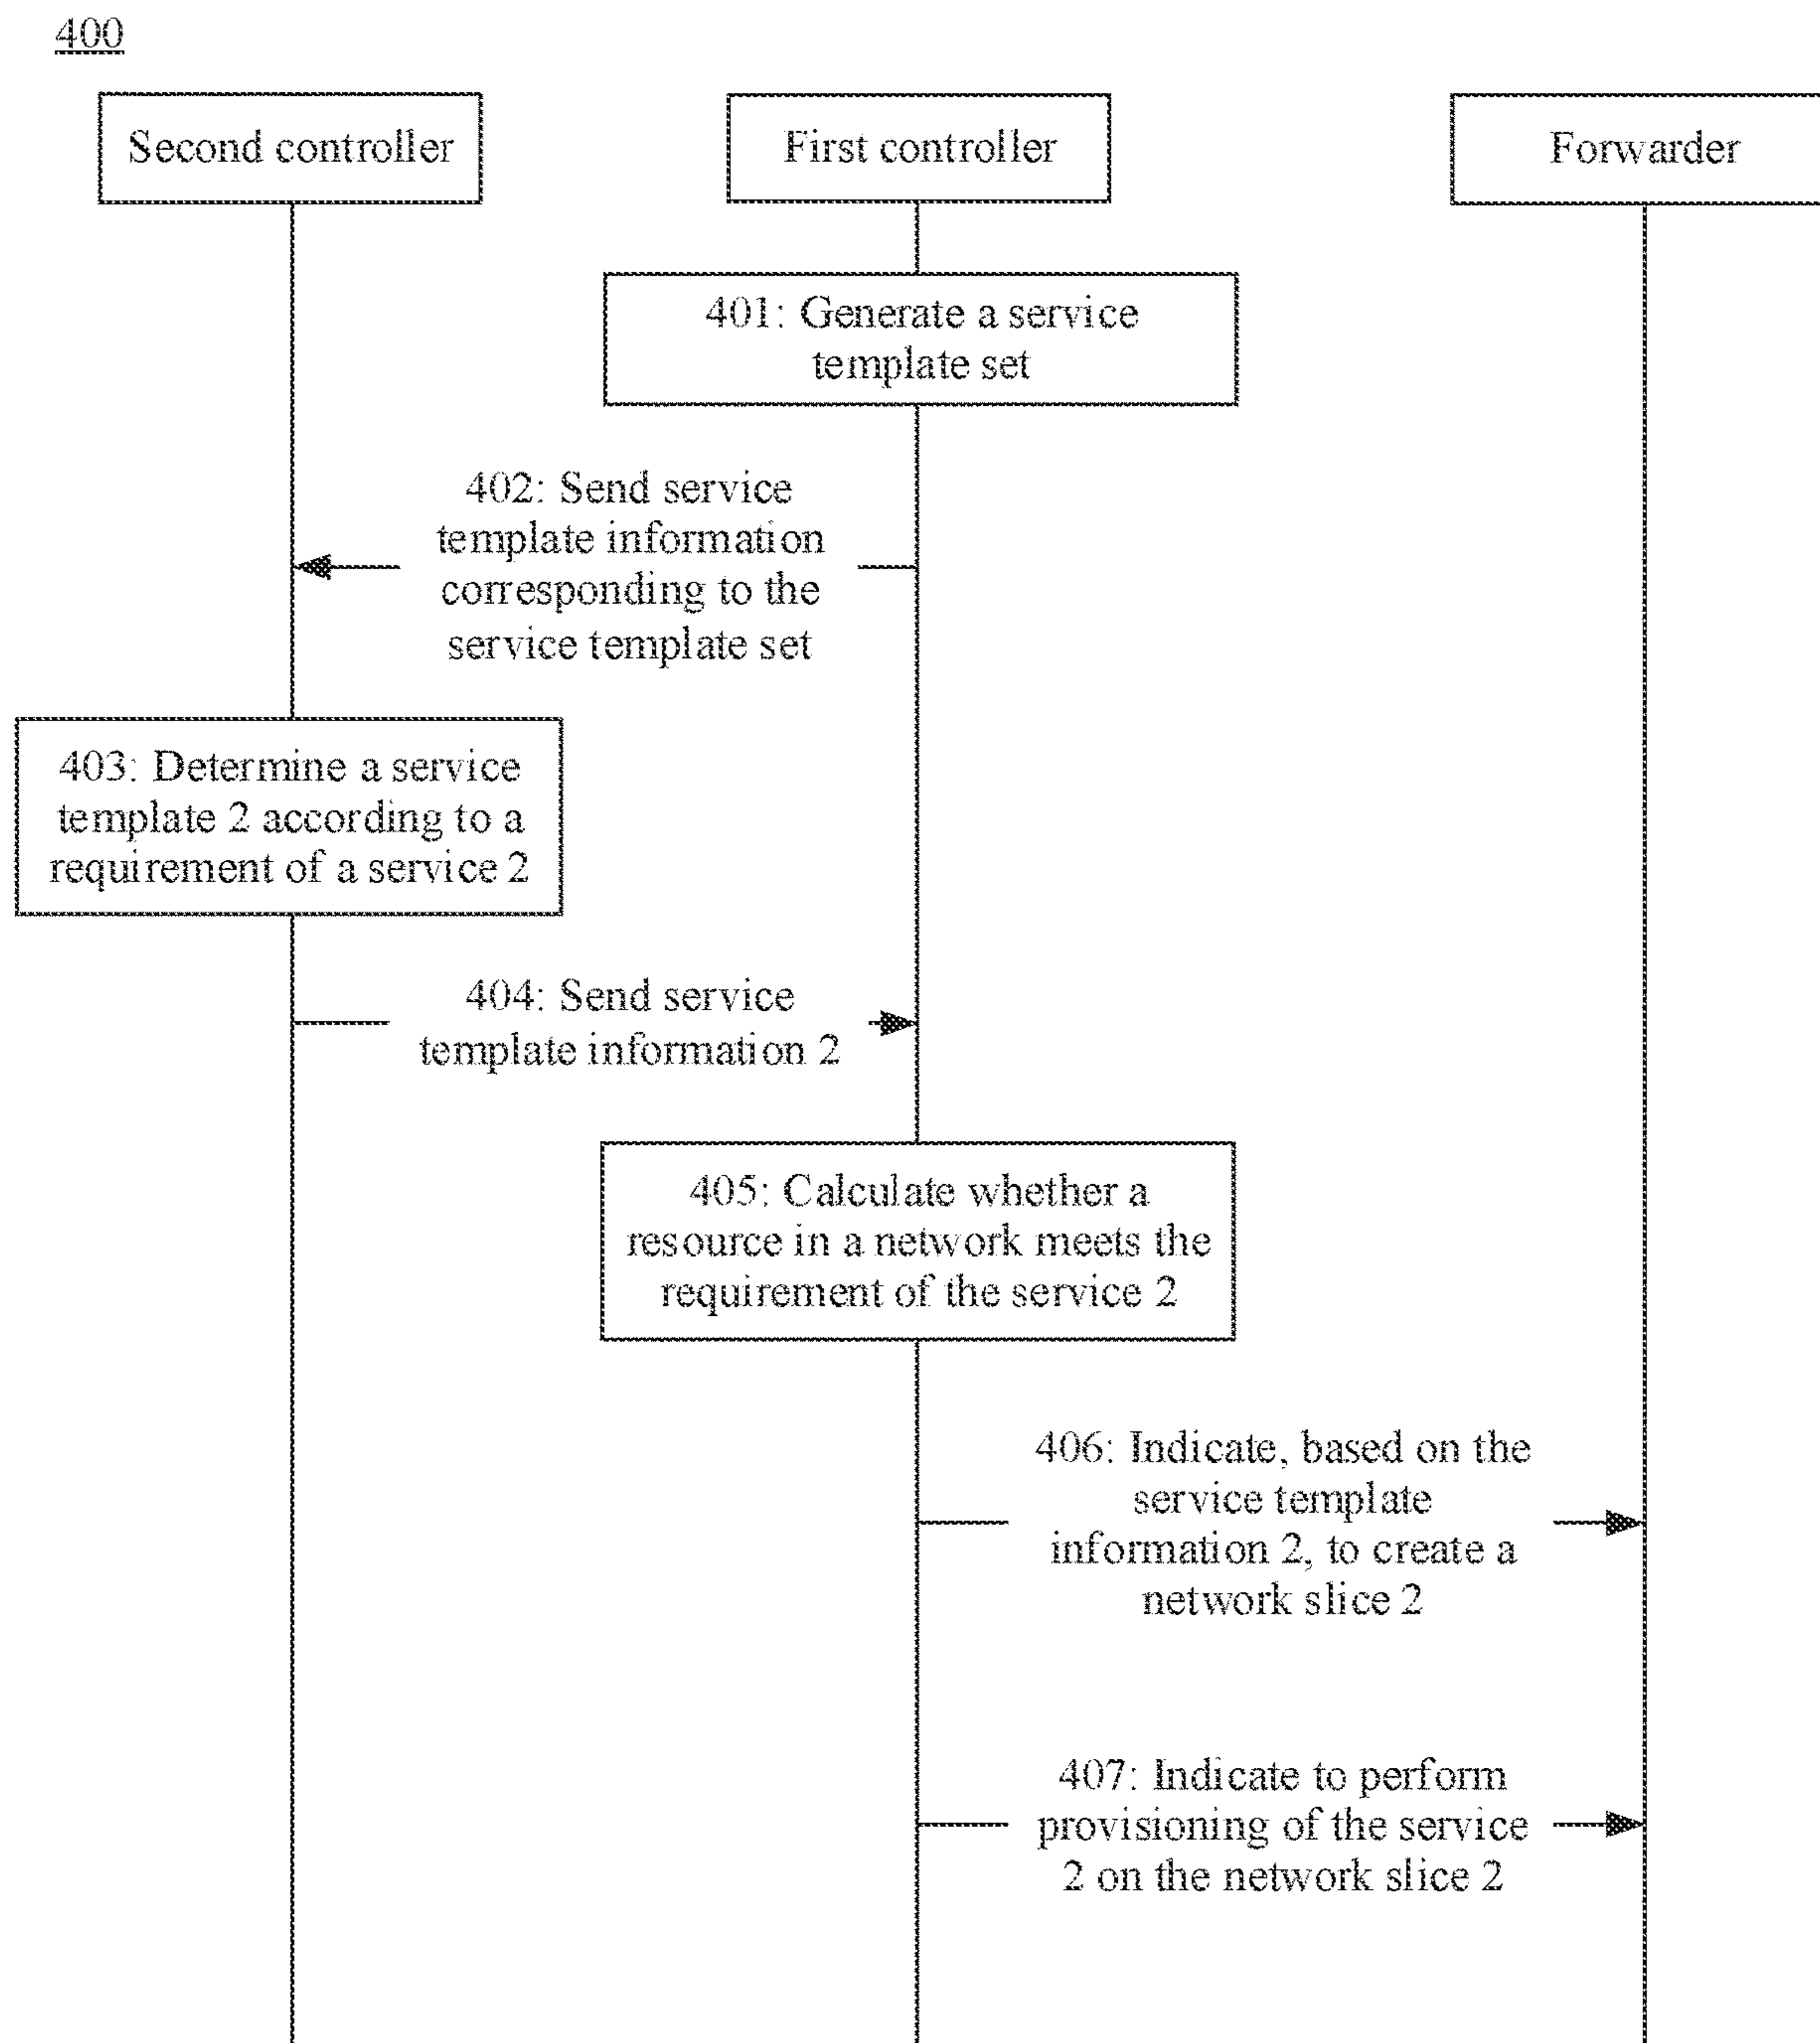 400
Second controller
First controller
Forwarder
401: Generate a service
template set
402: Send service
template information
corresponding to the
service template set
403: Determine a service
template 2 according to a
requirement of a service 2
404: Send service
template information 2
405: Calculate whether a
resource in a network meets the
requirement of the service 2
406: Indicate, based on the
service template
information 2, to create a
network slice 2
407: Indicate to perform
provisioning of the service
2 on the network slice 2